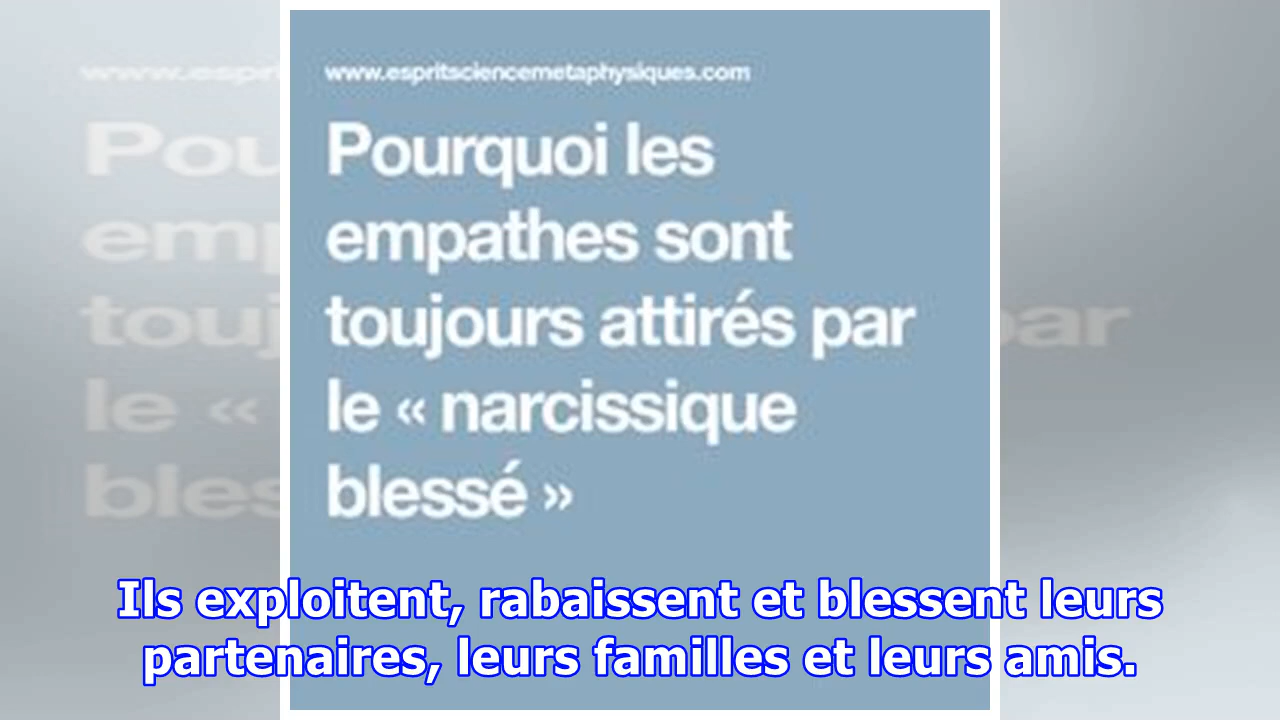 www.espritsciencemetaphysiques.com
Pourquoi les
empathes sont
toujours attirés par
le « narcissique
blessé »
Ils exploitent, rabaissent et blessent leurs
partenaires, leurs familles et leurs amis.